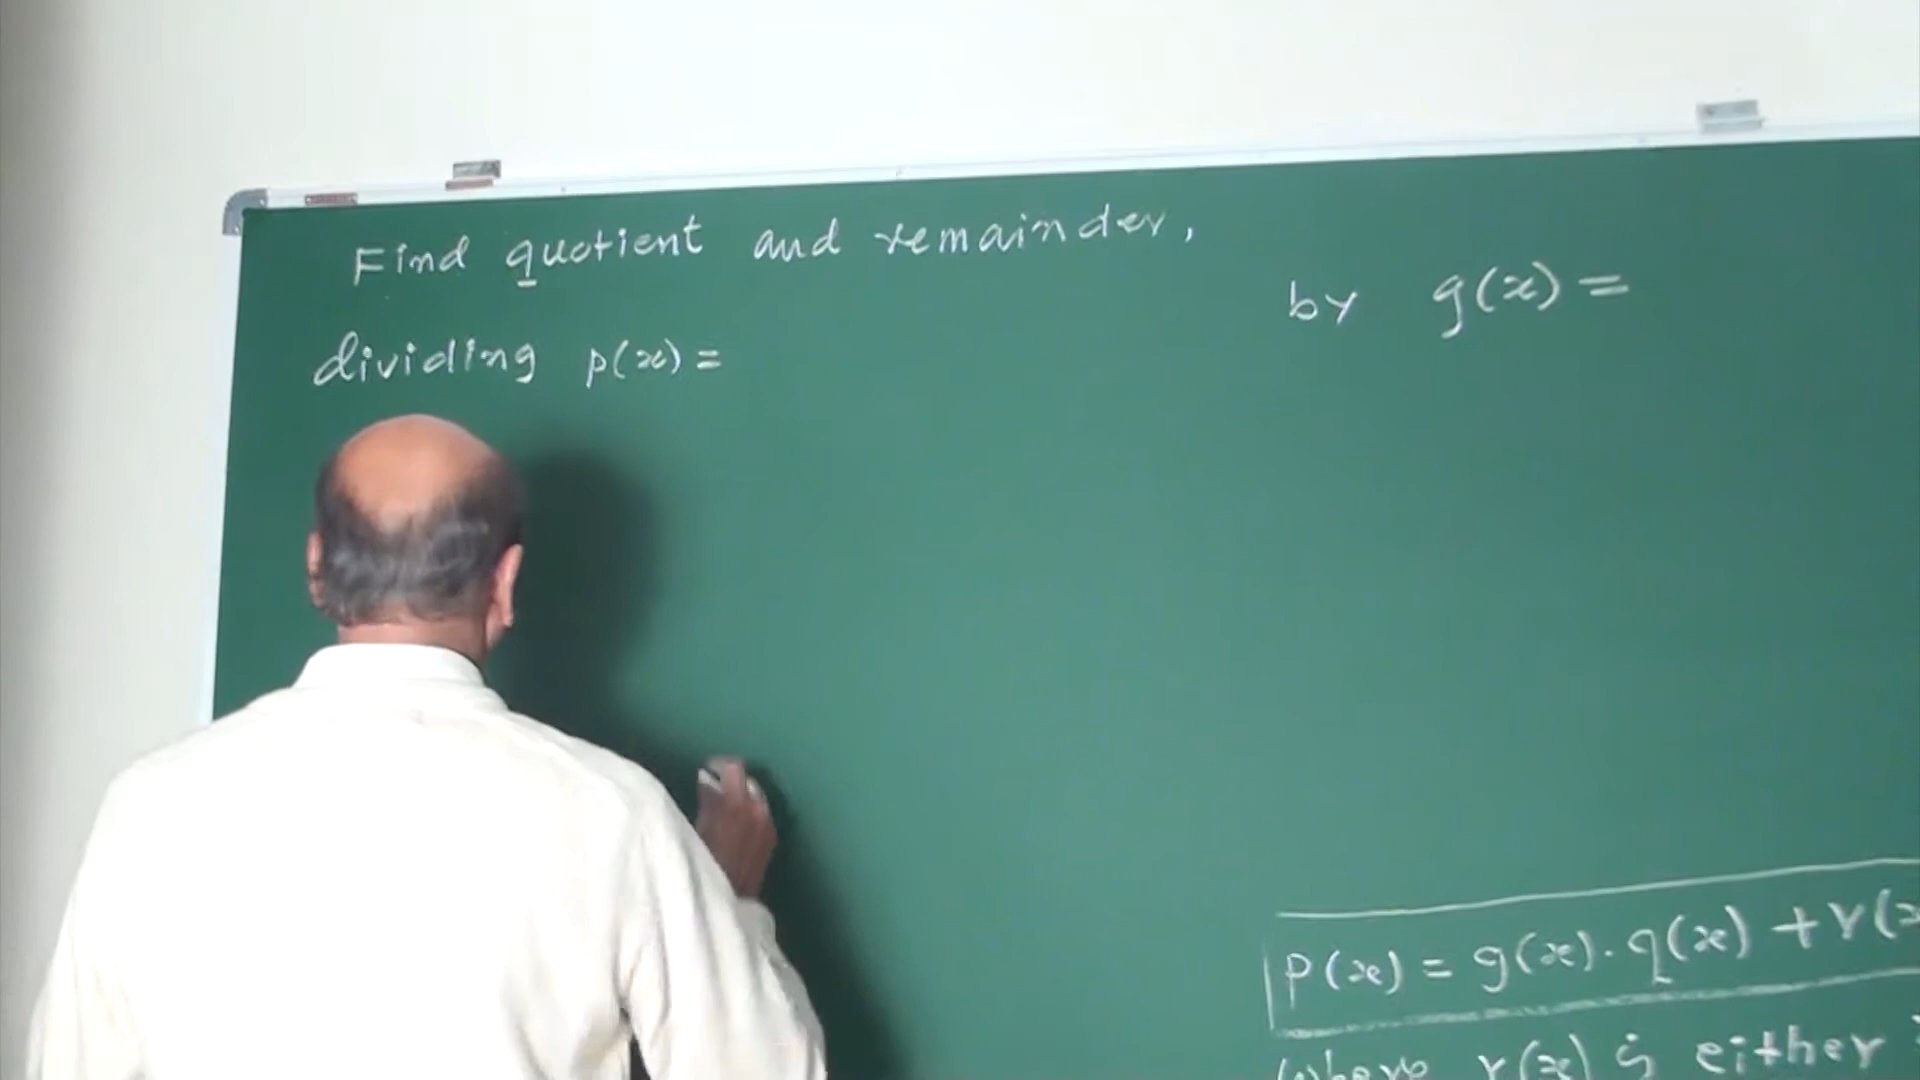 Find quotient and remainder,
dividing p(x) =
by g(x) =
p(x) = g(x). q(x) + r(x
where r(x) is either